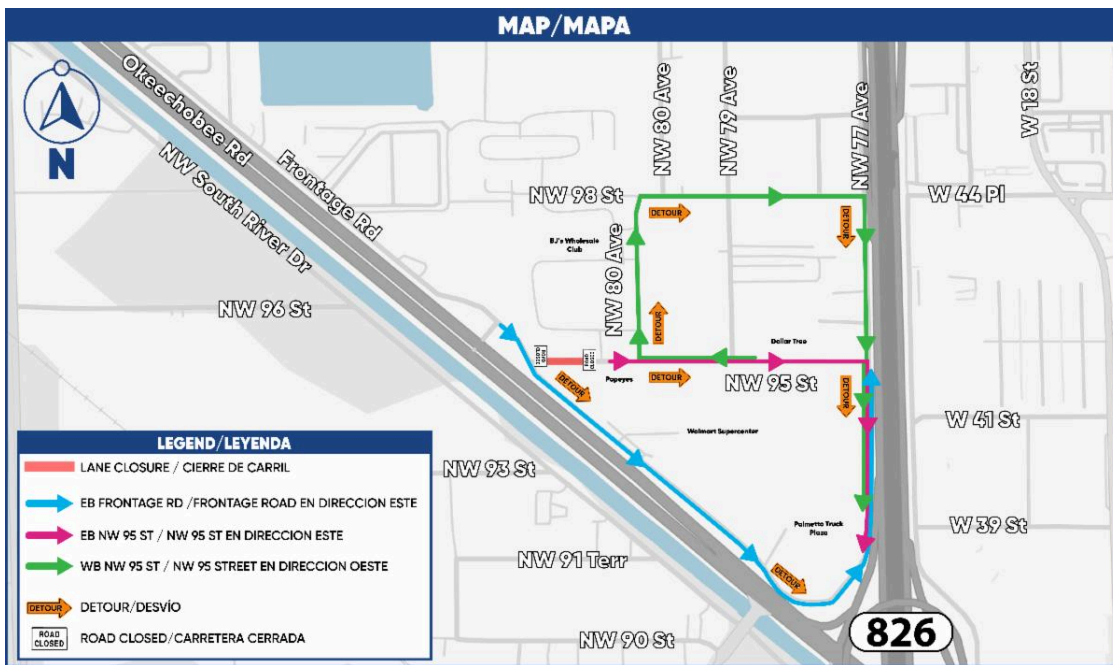 MAP/MAPA
N
Okeechobee Rd
Frontage Rd
NW South River Dr
NW 80 Ave
NW 79 Ave
NW 77 Ave
W 18 St
NW 98 St
W 44 Pl
DETOUR
DETOUR
BJ's Wholesale
Club
NW 80 Ave
NW 96 St
DETOUR
Dollar Tree
ROAD
CLOSED
ROAD
CLOSED
Popeyes
DETOUR
NW 95 St
DETOUR
DETOUR
W 41 St
Walmart Supercenter
NW 93 St
Palmetto Truck
Plaza
W 39 St
NW 91 Terr
DETOUR
NW 90 St
826
LEGEND/LEYENDA
LANE CLOSURE / CIERRE DE CARRIL
EB FRONTAGE RD /FRONTAGE ROAD EN DIRECCION ESTE
EB NW 95 ST / NW 95 ST EN DIRECCION ESTE
WB NW 95 ST / NW 95 STREET EN DIRECCION OESTE
DETOUR
DETOUR/DESVÍO
ROAD
CLOSED
ROAD CLOSED/CARRETERA CERRADA